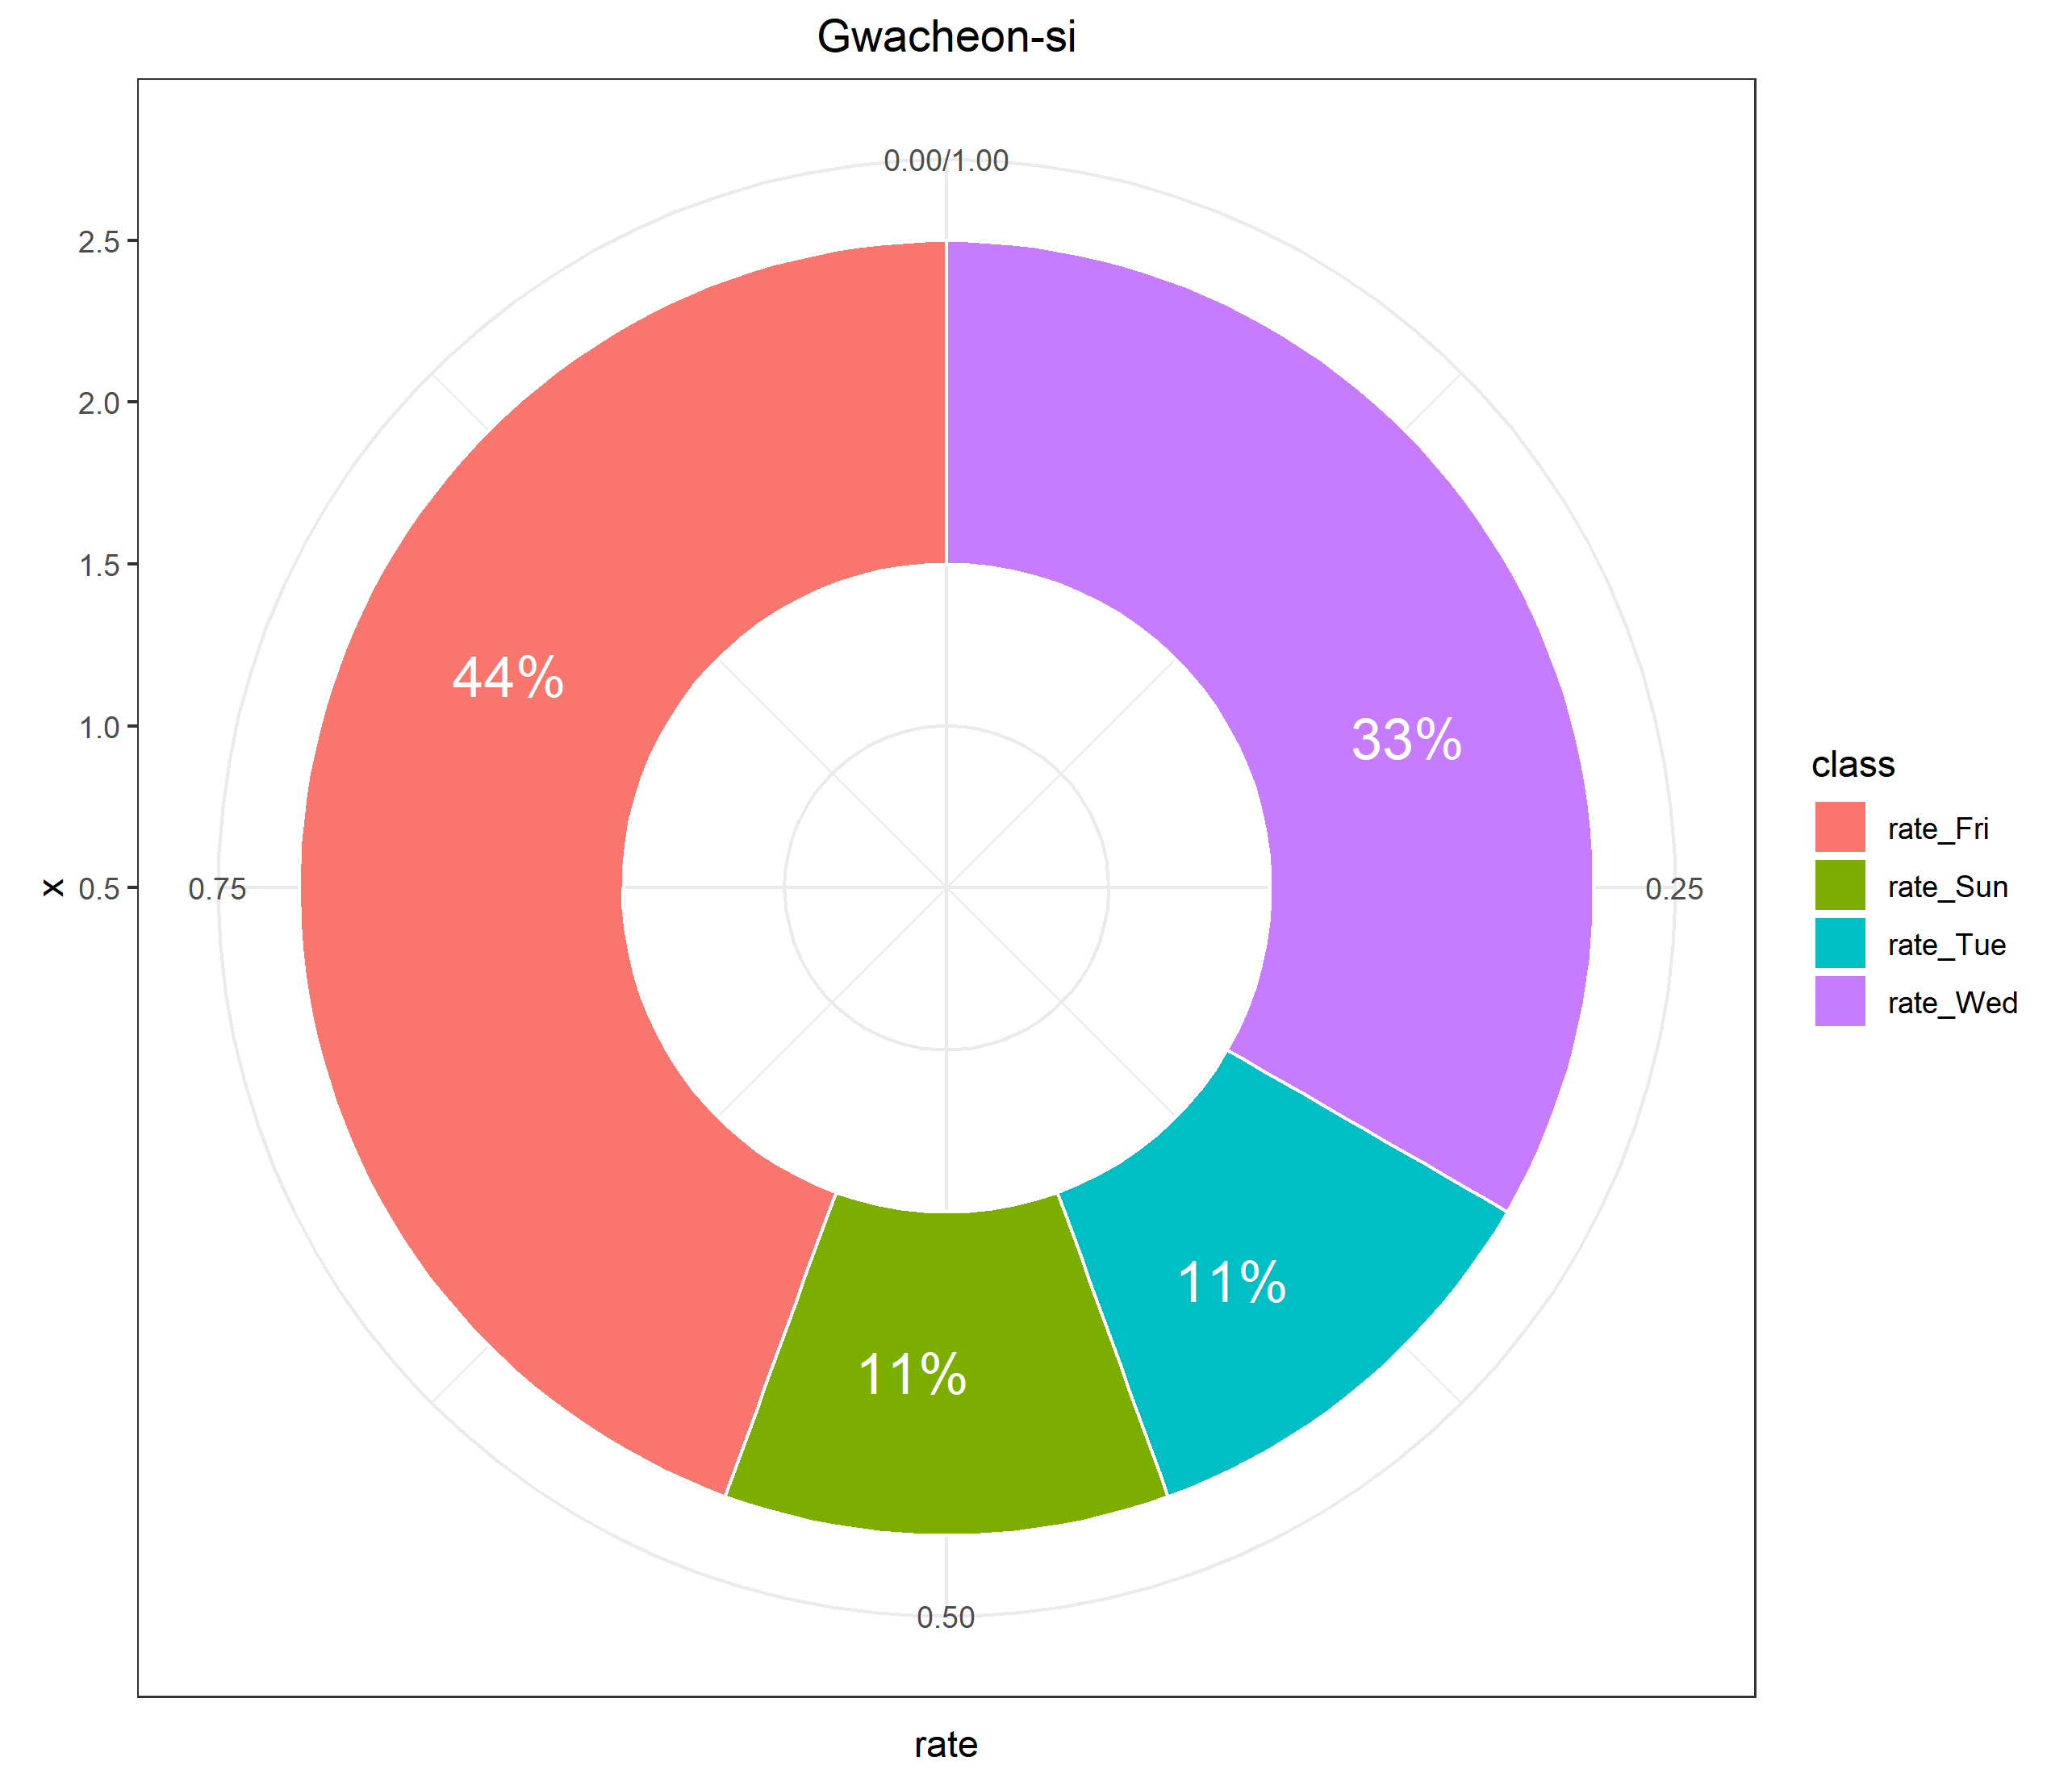 Gwacheon-si
0.00/1.00
2.5
2.0
1.5
1.0
x
0.5
0.75
0.25
0.50
44%
33%
11%
11%
rate
class
rate_Fri
rate_Sun
rate_Tue
rate_Wed